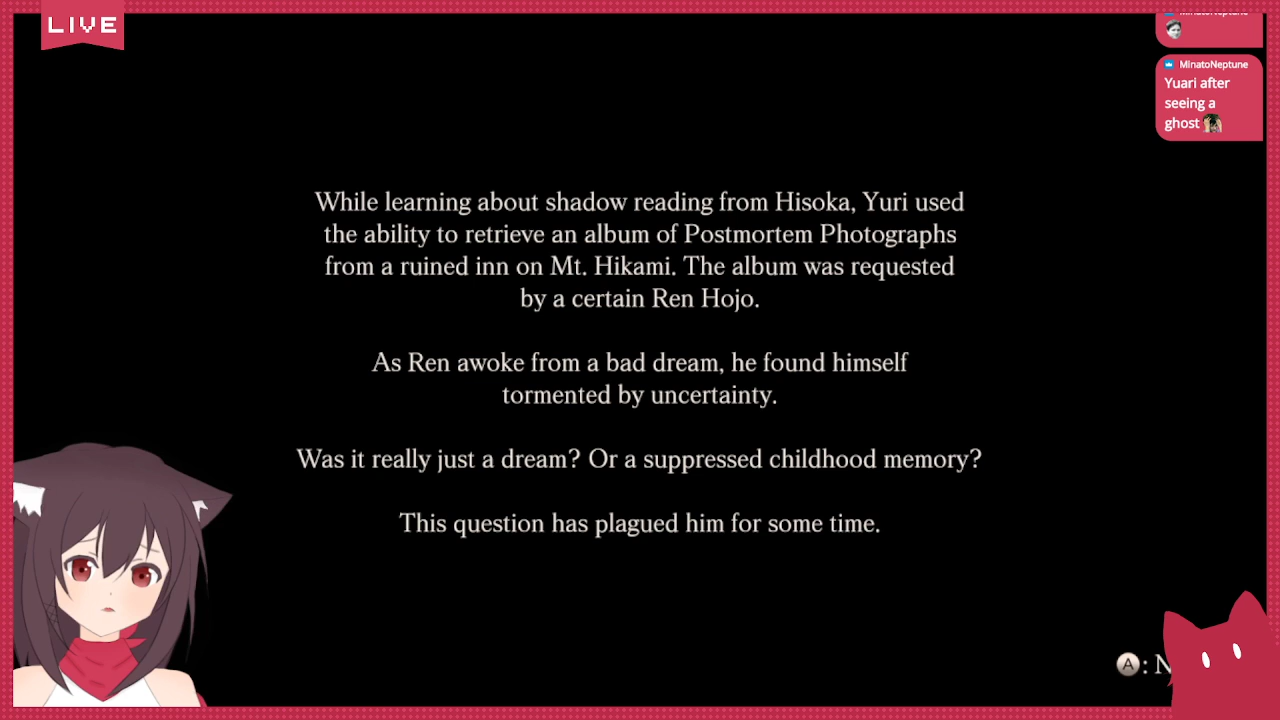 LIVE
MinatoNeptune
MinatoNeptune
Yuari after
seeing a
ghost
While learning about shadow reading from Hisoka, Yuri used
the ability to retrieve an album of Postmortem Photographs
from a ruined inn on Mt. Hikami. The album was requested
by a certain Ren Hojo.
As Ren awoke from a bad dream, he found himself
tormented by uncertainty.
Was it really just a dream? Or a suppressed childhood memory?
This question has plagued him for some time.
A : N